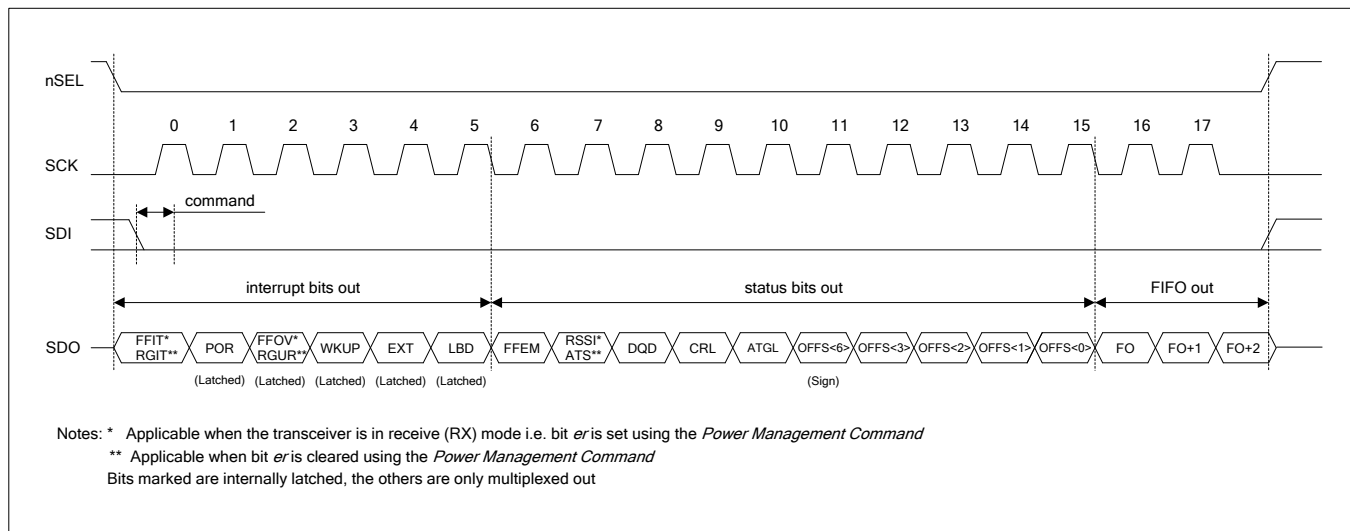 nSEL
0 1 2 3 4 5 6 7 8 9 10 11 12 13 14 15 16 17
SCK
command
SDI
interrupt bits out status bits out FIFO out
SDO
FFIT* RGIT** POR FFOV* RGUR** WKUP EXT LBD FFEM RSSI* ATS** DQD CRL ATGL OFFS<6> OFFS<3> OFFS<2> OFFS<1> OFFS<0> FO FO+1 FO+2
(Latched) (Latched) (Latched) (Latched) (Latched) (Sign)
Notes: * Applicable when the transceiver is in receive (RX) mode i.e. bit er is set using the Power Management Command
** Applicable when bit er is cleared using the Power Management Command
Bits marked are internally latched, the others are only multiplexed out